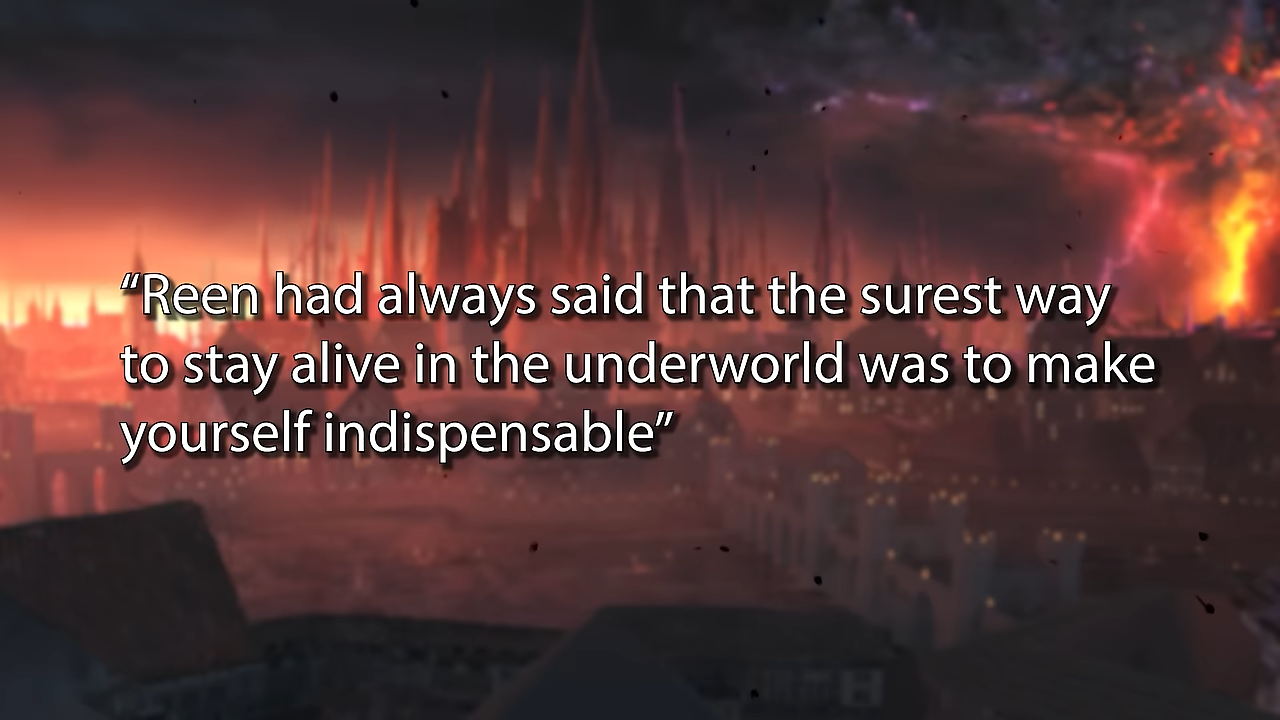 “Reen had always said that the surest way
to stay alive in the underworld was to make
yourself indispensable”